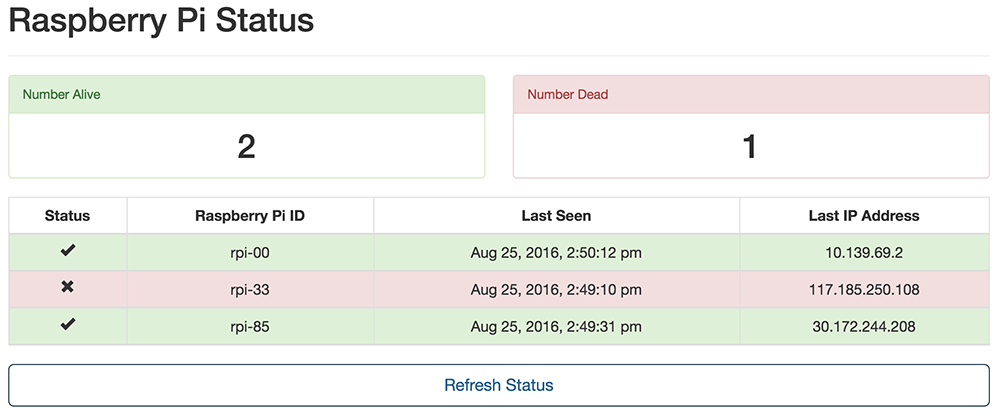 Raspberry Pi Status
Number Alive
Number Dead
2
1
Status Raspberry Pi ID Last Seen Last IP Address
✔ rpi-00 Aug 25, 2016, 2:50:12 pm 10.139.69.2
✖ rpi-33 Aug 25, 2016, 2:49:10 pm 117.185.250.108
✔ rpi-85 Aug 25, 2016, 2:49:31 pm 30.172.244.208
Refresh Status